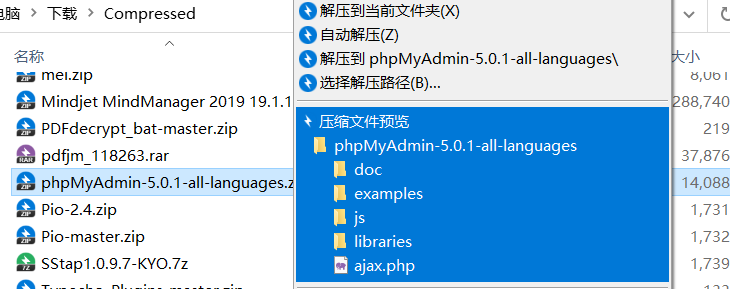 电脑 › 下载 › Compressed
名称
大小
mei.zip
8,061
Mindjet MindManager 2019 19.1.1
288,740
PDFdecrypt_bat-master.zip
219
pdfjm_118263.rar
37,876
phpMyAdmin-5.0.1-all-languages.z
14,088
Pio-2.4.zip
1,731
Pio-master.zip
1,732
SStap1.0.9.7-KYO.7z
1,739
解压到当前文件夹(X)
自动解压(Z)
解压到 phpMyAdmin-5.0.1-all-languages\
选择解压路径(B)...
压缩文件预览
phpMyAdmin-5.0.1-all-languages
doc
examples
js
libraries
ajax.php